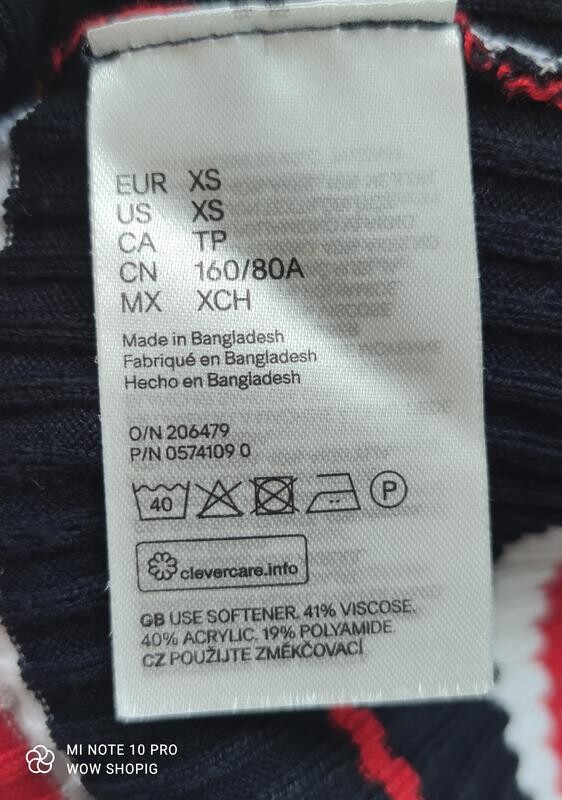 EUR XS
US XS
CA TP
CN 160/80A
MX XCH
Made in Bangladesh
Fabriqué en Bangladesh
Hecho en Bangladesh
O/N 206479
P/N 0574109 0
40
P
clevercare.info
GB USE SOFTENER. 41% VISCOSE.
40% ACRYLIC. 19% POLYAMIDE.
CZ POUŽIJTE ZMĚKČOVACÍ
MI NOTE 10 PRO
WOW SHOPIG